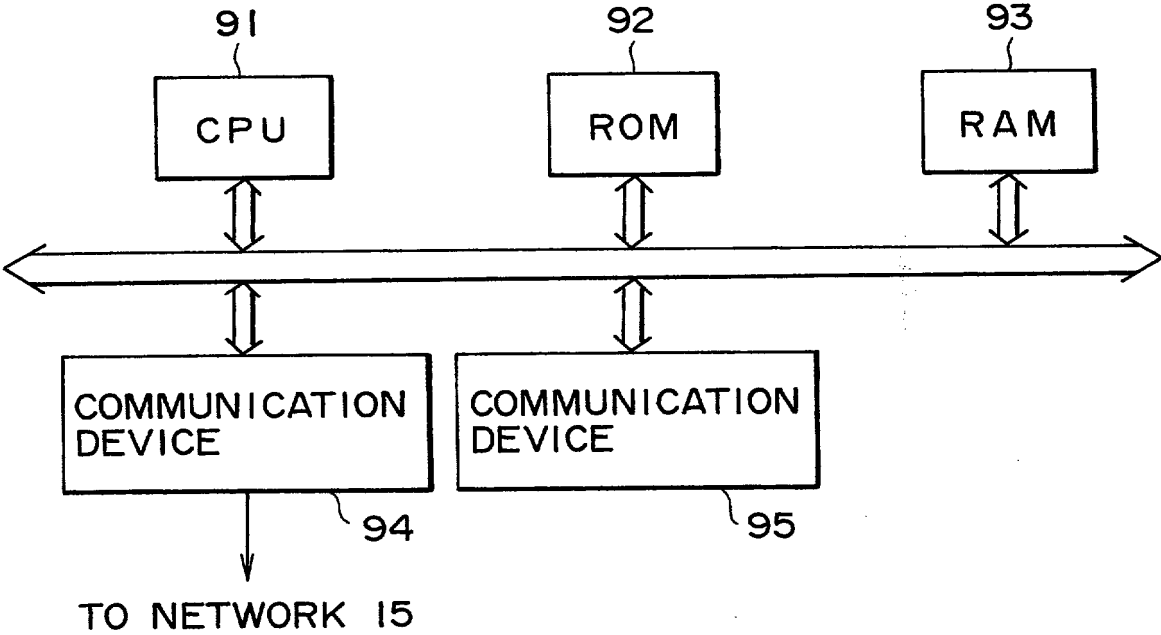 91
92
93
CPU
ROM
RAM
COMMUNICATION
DEVICE
COMMUNICATION
DEVICE
94
95
TO NETWORK 15